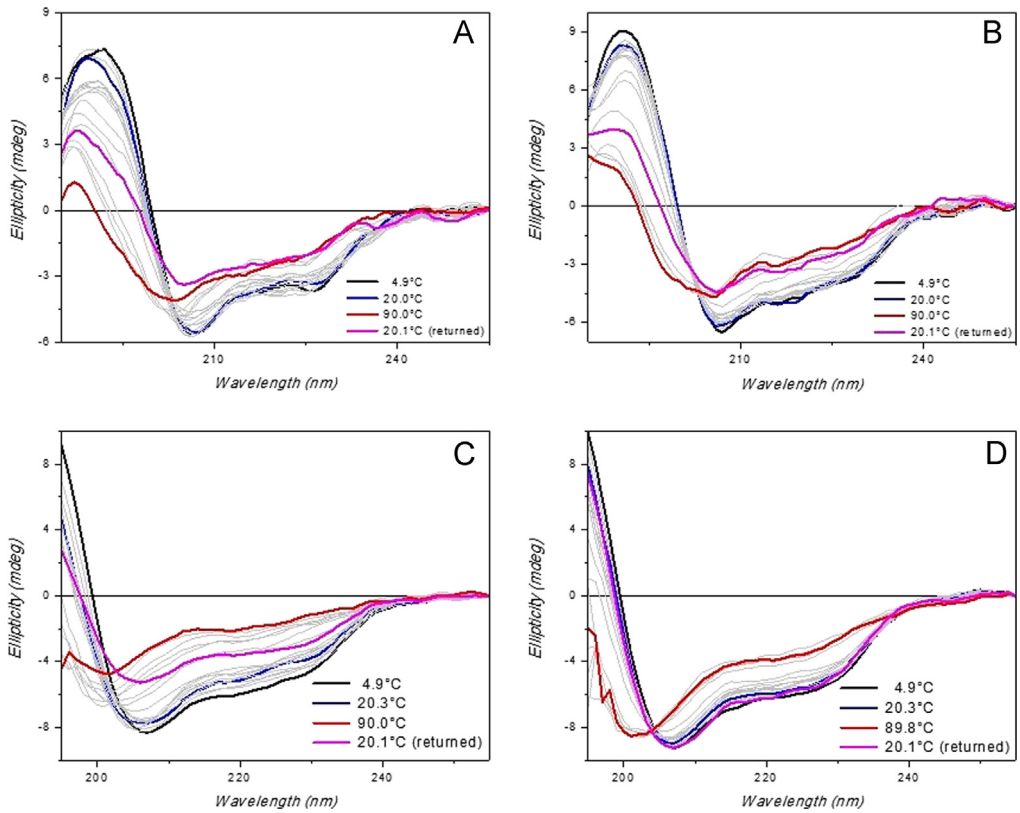 A
9
6
3
0
-3
-6
Ellipticity (mdeg)
4.9°C
20.0°C
90.0°C
20.1°C (returned)
210
240
Wavelength (nm)
B
9
6
3
0
-3
-6
Ellipticity (mdeg)
4.9°C
20.0°C
90.0°C
20.1°C (returned)
210
240
Wavelength (nm)
C
8
4
0
-4
-8
Ellipticity (mdeg)
4.9°C
20.3°C
90.0°C
20.1°C (returned)
200
220
240
Wavelength (nm)
D
8
4
0
-4
-8
Ellipticity (mdeg)
4.9°C
20.3°C
89.8°C
20.1°C (returned)
200
220
240
Wavelength (nm)